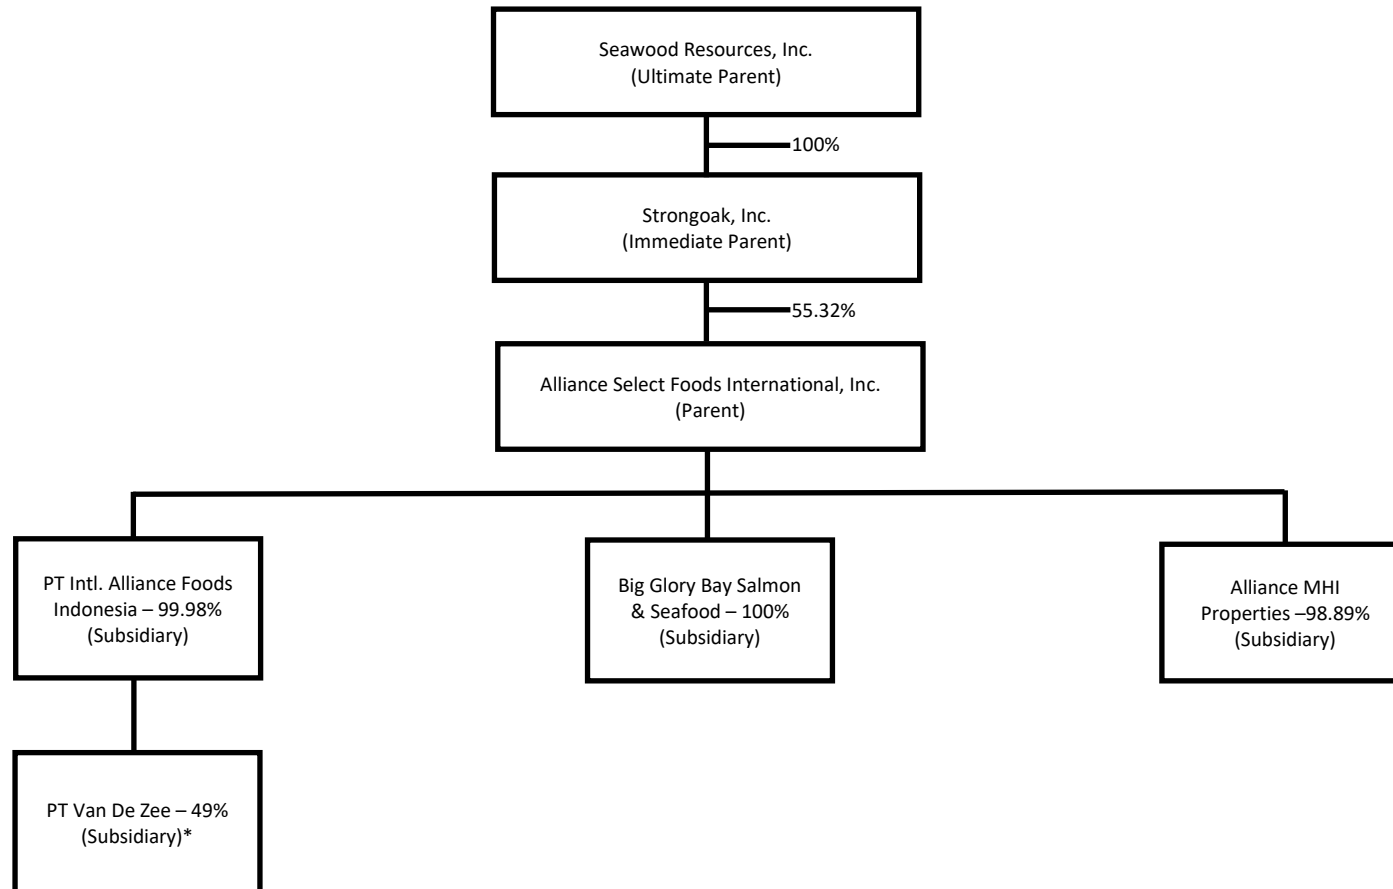 Seawood Resources, Inc.
(Ultimate Parent)
100%
Strongoak, Inc.
(Immediate Parent)
55.32%
Alliance Select Foods International, Inc.
(Parent)
PT Intl. Alliance Foods
Indonesia – 99.98%
(Subsidiary)
Big Glory Bay Salmon
& Seafood – 100%
(Subsidiary)
Alliance MHI
Properties –98.89%
(Subsidiary)
PT Van De Zee – 49%
(Subsidiary)*